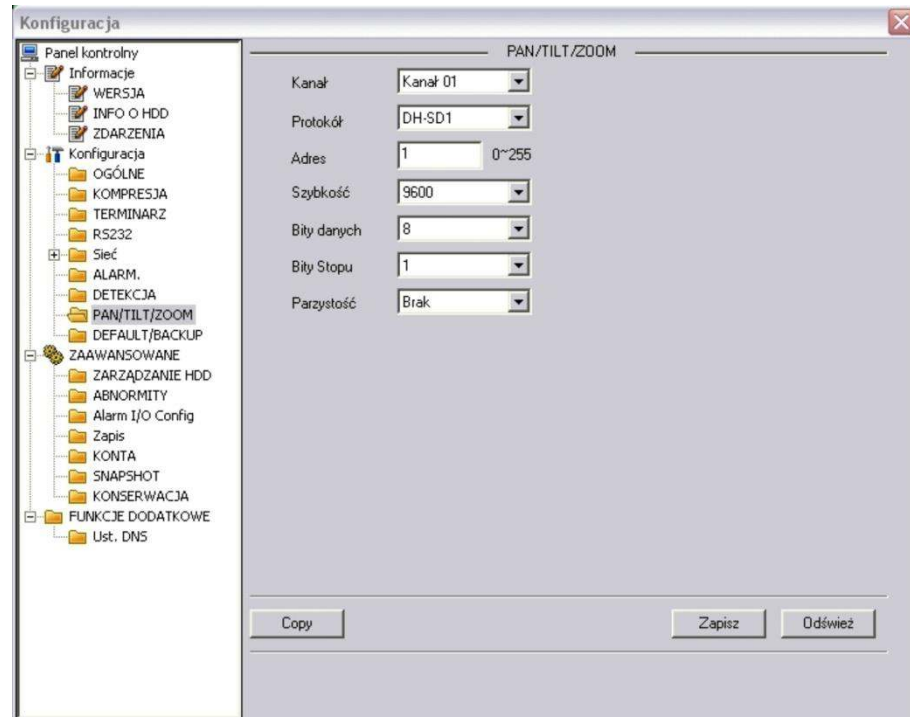 Konfiguracja
Panel kontrolny
Informacje
WERSJA
INFO O HDD
ZDARZENIA
Konfiguracja
OGÓLNE
KOMPRESJA
TERMINARZ
RS232
Sieć
ALARM.
DETEKCJA
PAN/TILT/ZOOM
DEFAULT/BACKUP
ZAAWANSOWANE
ZARZĄDZANIE HDD
ABNORMITY
Alarm I/O Config
Zapis
KONTA
SNAPSHOT
KONSERWACJA
FUNKCJE DODATKOWE
Ust. DNS
PAN/TILT/ZOOM
Kanał Kanał 01
Protokół DH-SD1
Adres 1 0~255
Szybkość 9600
Bity danych 8
Bity Stopu 1
Parzystość Brak
Copy Zapisz Odśwież